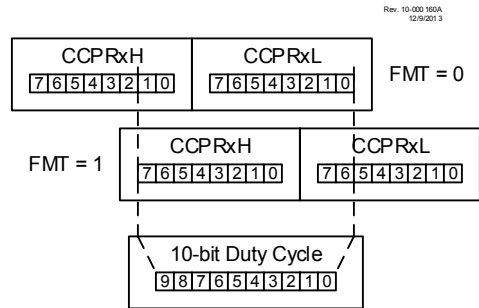 Rev. 10-000 160A
12/9/201 3
CCPRxH CCPRxL
7 6 5 4 3 2 1 0 7 6 5 4 3 2 1 0
FMT = 0
CCPRxH CCPRxL
FMT = 1
7 6 5 4 3 2 1 0 7 6 5 4 3 2 1 0
10-bit Duty Cycle
9 8 7 6 5 4 3 2 1 0